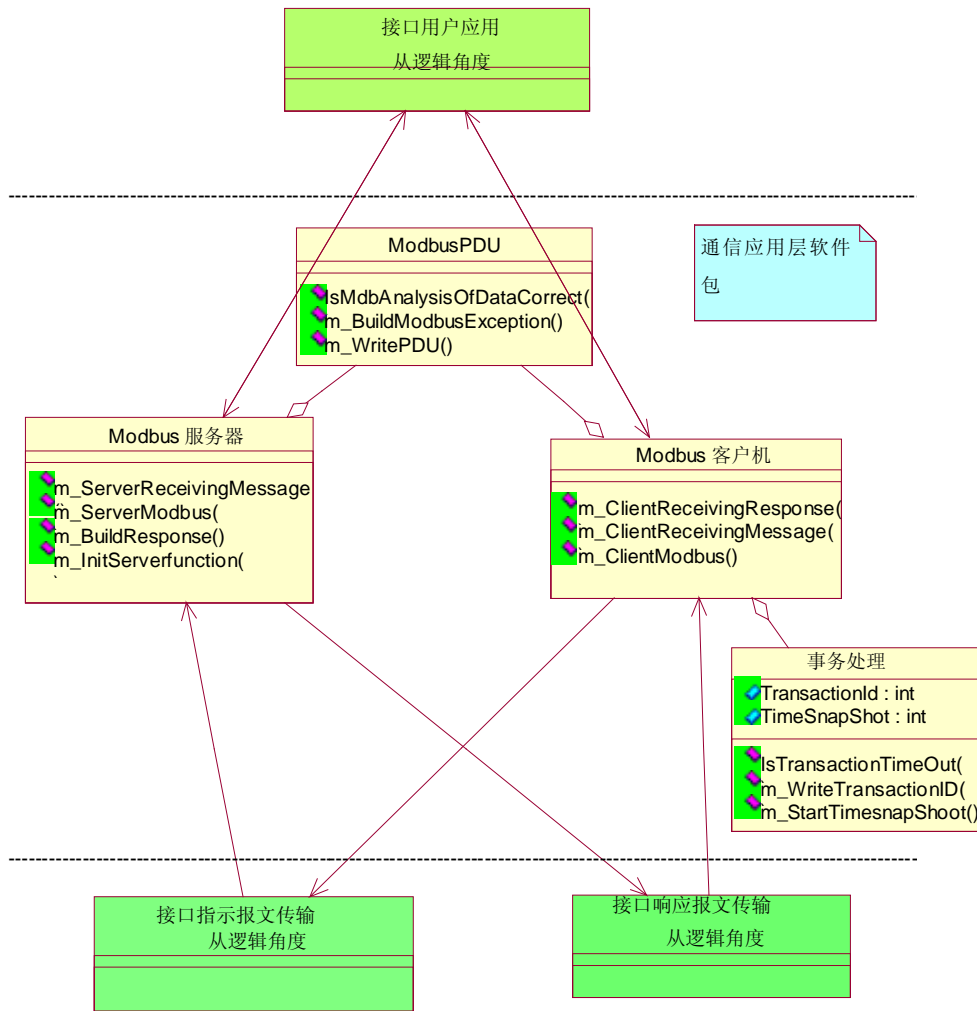 接口用户应用
从逻辑角度
ModbusPDU
IsMdbAnalysisOfDataCorrect(
m_BuildModbusException()
m_WritePDU()
通信应用层软件
包
Modbus 服务器
m_ServerReceivingMessage
m_ServerModbus(
m_BuildResponse()
m_InitServerfunction(
Modbus 客户机
m_ClientReceivingResponse(
m_ClientReceivingMessage(
m_ClientModbus()
事务处理
TransactionId : int
TimeSnapShot : int
IsTransactionTimeOut(
m_WriteTransactionID(
m_StartTimesnapShoot()
接口指示报文传输
从逻辑角度
接口响应报文传输
从逻辑角度